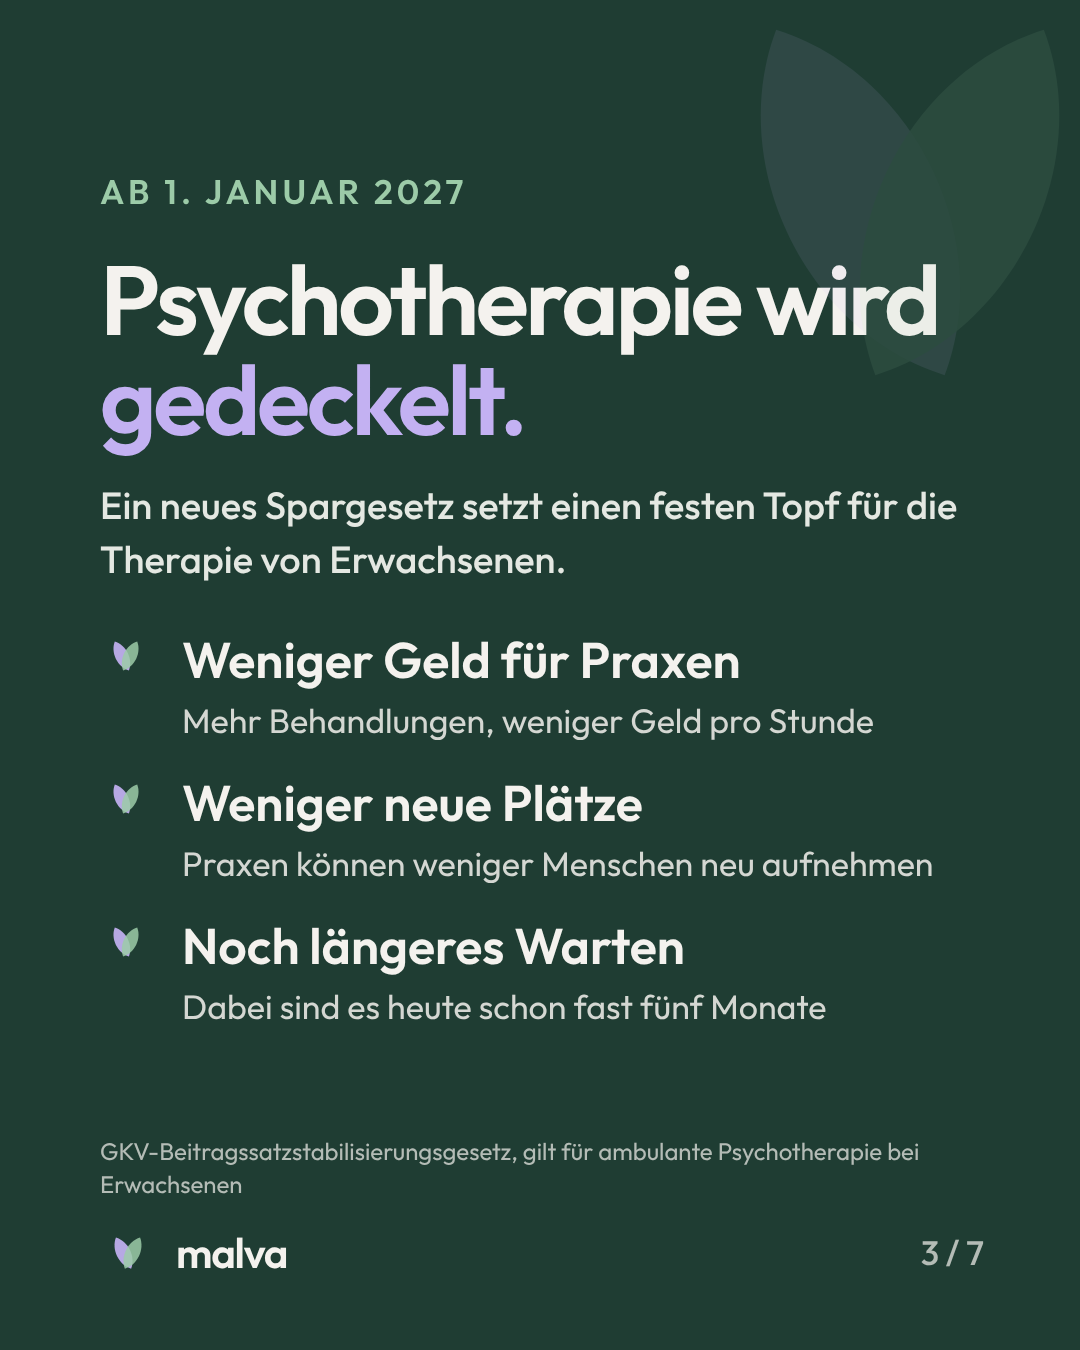 AB 1. JANUAR 2027
Psychotherapie wird
gedeckelt.
Ein neues Spargesetz setzt einen festen Topf für die
Therapie von Erwachsenen.
Weniger Geld für Praxen
Mehr Behandlungen, weniger Geld pro Stunde
Weniger neue Plätze
Praxen können weniger Menschen neu aufnehmen
Noch längeres Warten
Dabei sind es heute schon fast fünf Monate
GKV-Beitragssatzstabilisierungsgesetz, gilt für ambulante Psychotherapie bei
Erwachsenen
malva
3 / 7